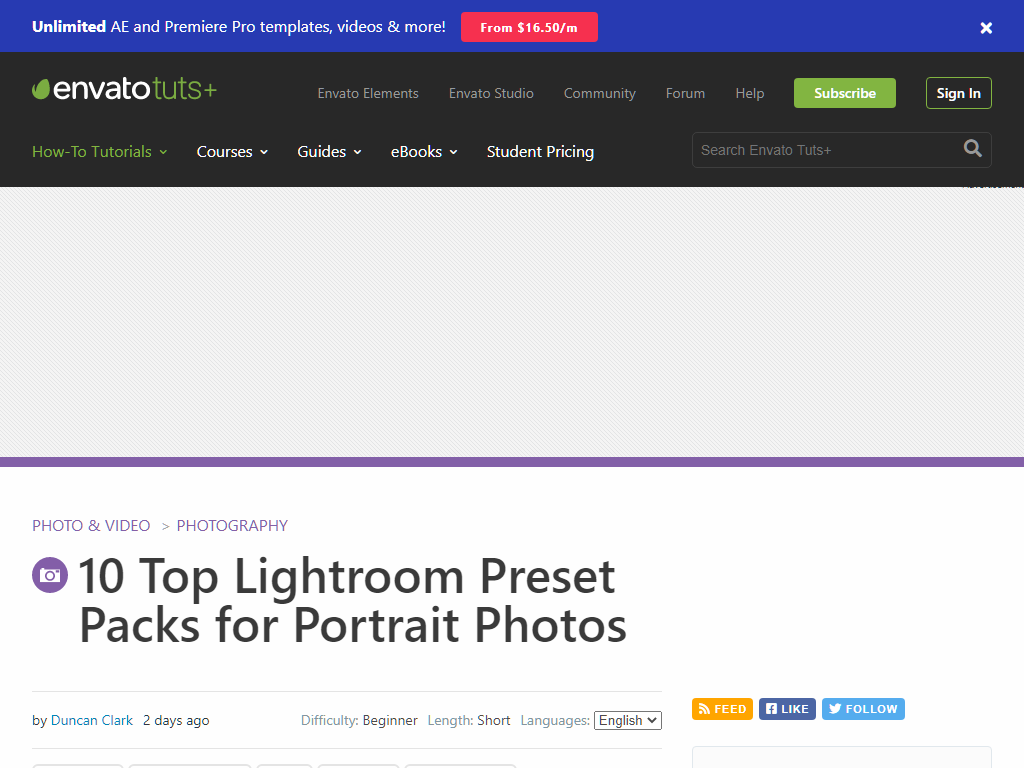 Unlimited AE and Premiere Pro templates, videos & more! From $16.50/m
envato tuts+
Envato Elements Envato Studio Community Forum Help Subscribe Sign In
How-To Tutorials Courses Guides eBooks Student Pricing
Search Envato Tuts+
PHOTO & VIDEO > PHOTOGRAPHY
10 Top Lightroom Preset
Packs for Portrait Photos
by Duncan Clark 2 days ago Difficulty: Beginner Length: Short Languages: English
FEED LIKE FOLLOW